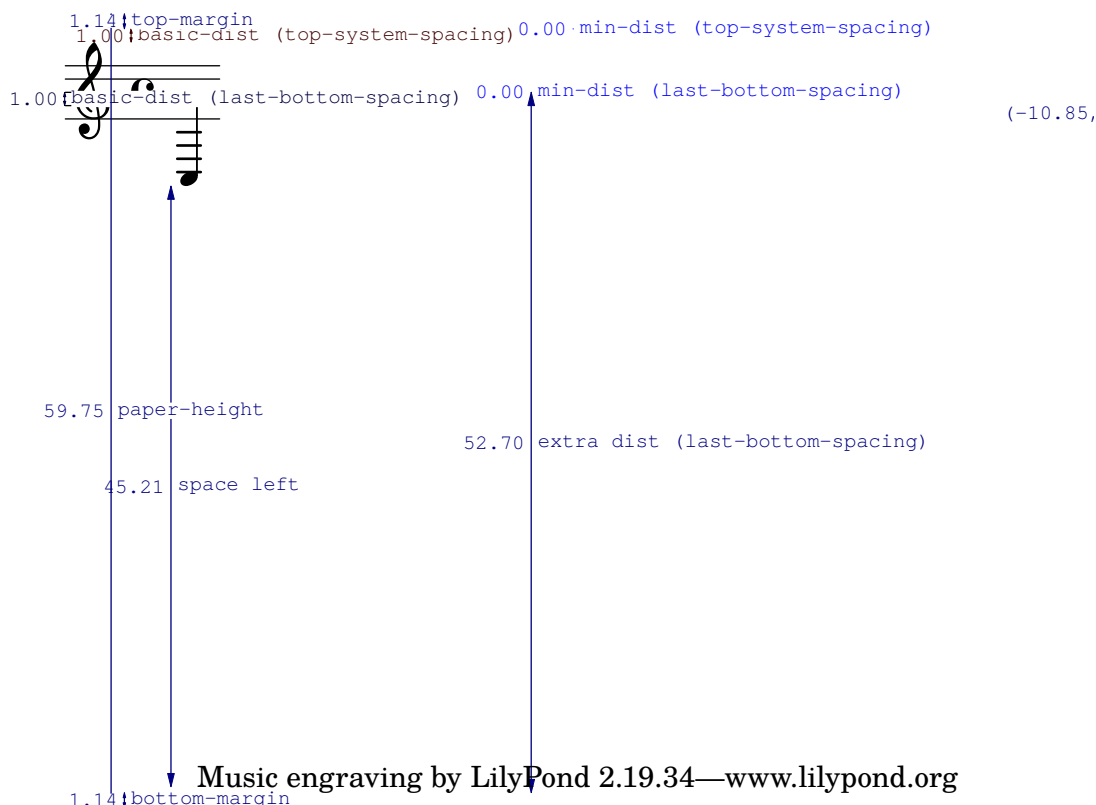 1.14 top-margin
1.00 basic-dist (top-system-spacing) 0.00 min-dist (top-system-spacing)
1.00 basic-dist (last-bottom-spacing) 0.00 min-dist (last-bottom-spacing)
(-10.85,
59.75 paper-height
52.70 extra dist (last-bottom-spacing)
45.21 space left
Music engraving by LilyPond 2.19.34—www.lilypond.org
1.14 bottom-margin